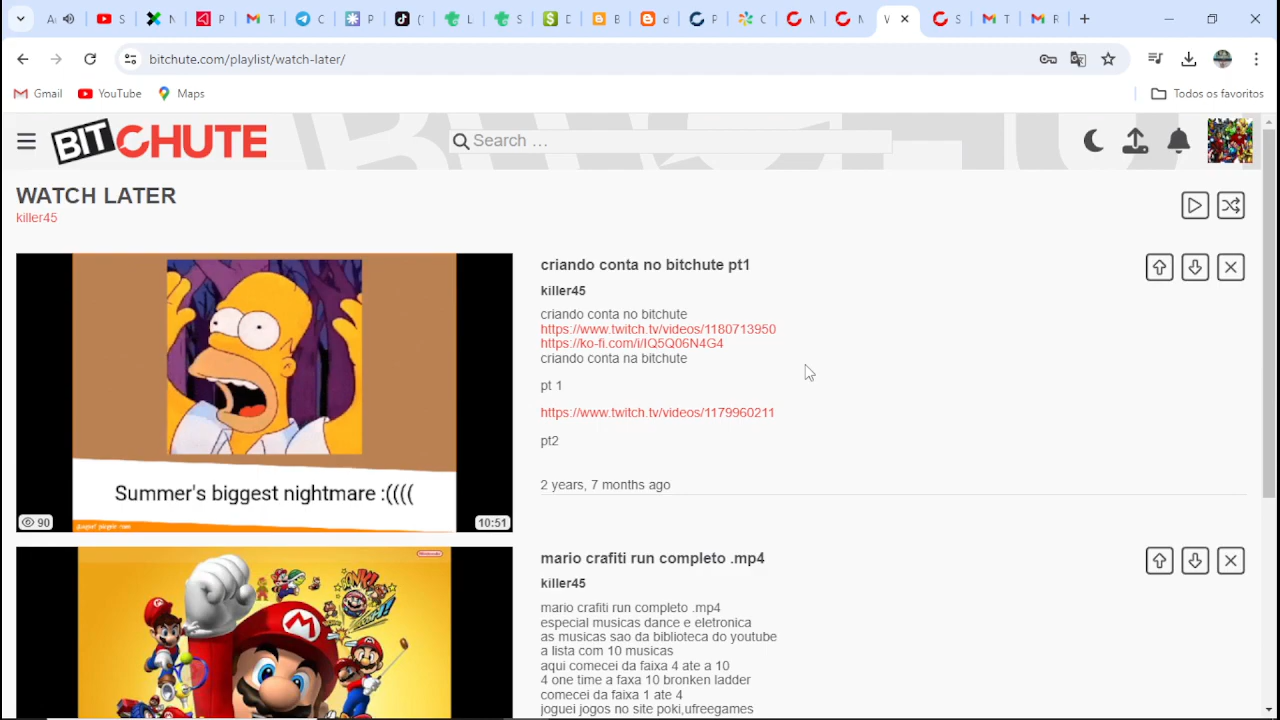 bitchute.com/playlist/watch-later/
Gmail
YouTube
Maps
Todos os favoritos
BITCHUTE
Search …
WATCH LATER
killer45
criando conta no bitchute pt1
killer45
criando conta no bitchute
https://www.twitch.tv/videos/1180713950
https://ko-fi.com/i/IQ5Q06N4G4
criando conta na bitchute
pt 1
https://www.twitch.tv/videos/1179960211
pt2
2 years, 7 months ago
Summer's biggest nightmare :((((
90
10:51
mario crafiti run completo .mp4
killer45
mario crafiti run completo .mp4
especial musicas dance e eletronica
as musicas sao da biblioteca do youtube
a lista com 10 musicas
aqui comecei da faixa 4 ate a 10
4 one time a faxa 10 bronken ladder
comecei da faixa 1 ate 4
joguei jogos no site poki,ufreegames